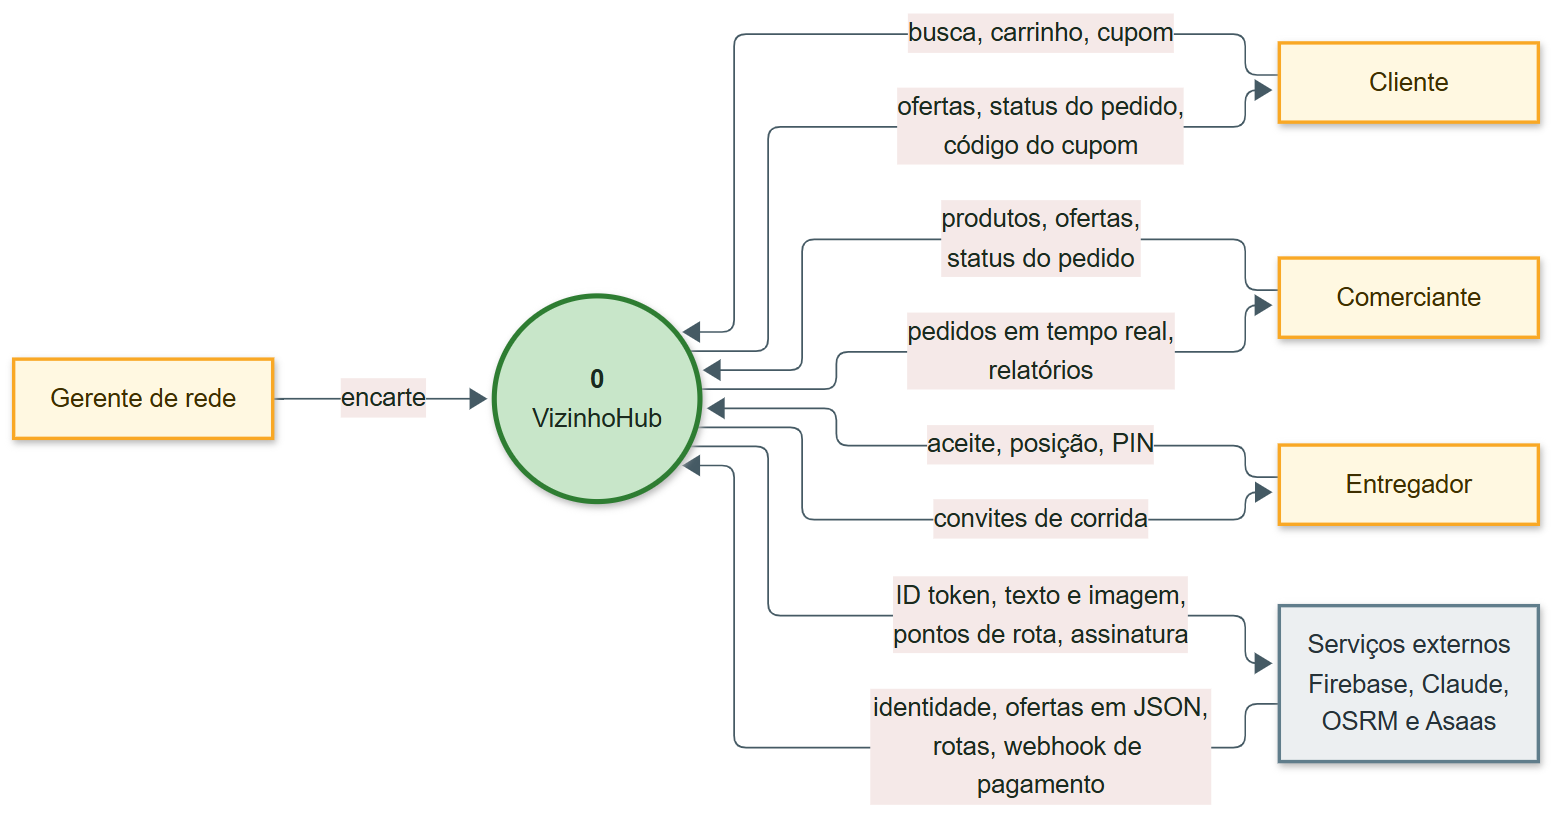 busca, carrinho, cupom
Cliente
ofertas, status do pedido,
código do cupom
produtos, ofertas,
status do pedido
Comerciante
pedidos em tempo real,
relatórios
Gerente de rede
encarte
0
VizinhoHub
aceite, posição, PIN
Entregador
convites de corrida
ID token, texto e imagem,
pontos de rota, assinatura
Serviços externos
Firebase, Claude,
OSRM e Asaas
identidade, ofertas em JSON,
rotas, webhook de
pagamento